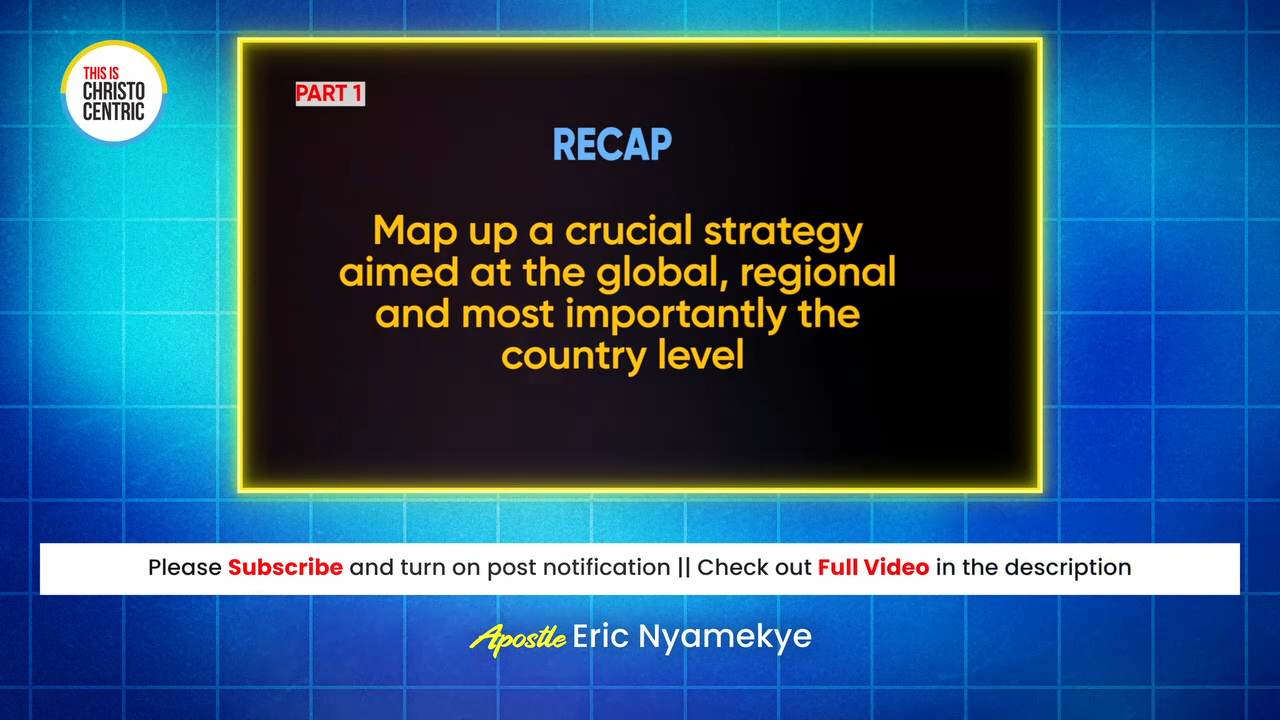 THIS IS
CHRISTO
CENTRIC
PART 1
RECAP
Map up a crucial strategy
aimed at the global, regional
and most importantly the
country level
Please Subscribe and turn on post notification || Check out Full Video in the description
Apostle Eric Nyamekye